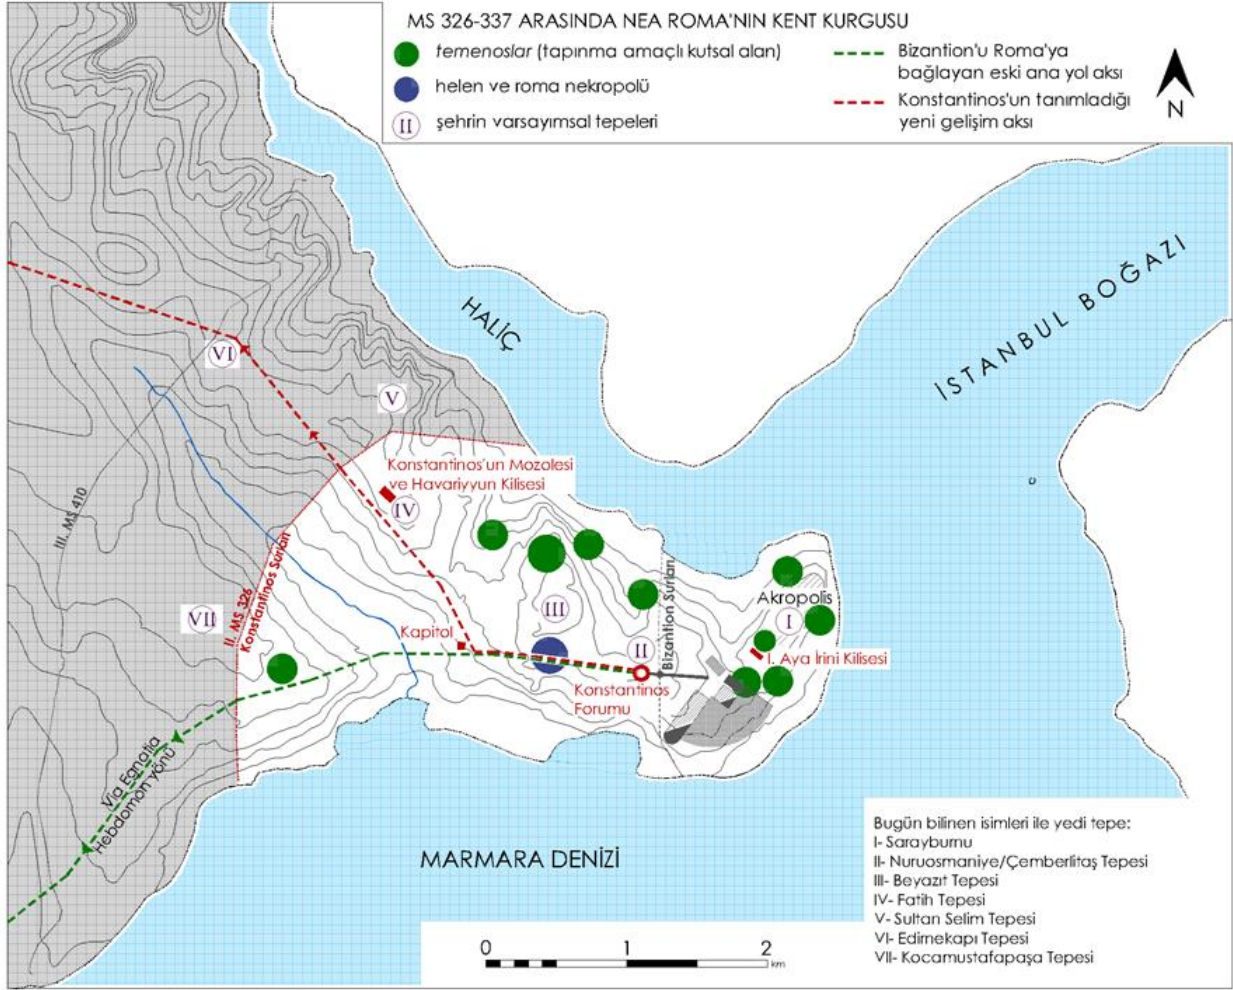 MS 326-337 ARASINDA NEA ROMA'NIN KENT KURGUSU
temenoslar (tapınma amaçlı kutsal alan)
helen ve roma nekropolü
II
şehrin varsayımsal tepeleri
Bizantion'u Roma'ya
bağlayan eski ana yol aksı
Konstantinos'un tanımladığı
yeni gelişim aksı
N
HALİÇ
İSTANBUL BOĞAZI
VI
V
Konstantinos'un Mozolesi
ve Havariyyun Kilisesi
IV
III. MS 410
II. MS 326
Konstantinos Surları
VII
III
Bizantion Surları
Akropolis
I
Kapitol
II
I. Aya İrini Kilisesi
Konstantinos
Forumu
Via Egnatia
Hebdomon yönü
MARMARA DENİZİ
Bugün bilinen isimleri ile yedi tepe:
I- Sarayburnu
II- Nuruosmaniye/Çemberlitaş Tepesi
III- Beyazıt Tepesi
IV- Fatih Tepesi
V- Sultan Selim Tepesi
VI- Edirnekapı Tepesi
VII- Kocamustafapaşa Tepesi
0 1 2
km